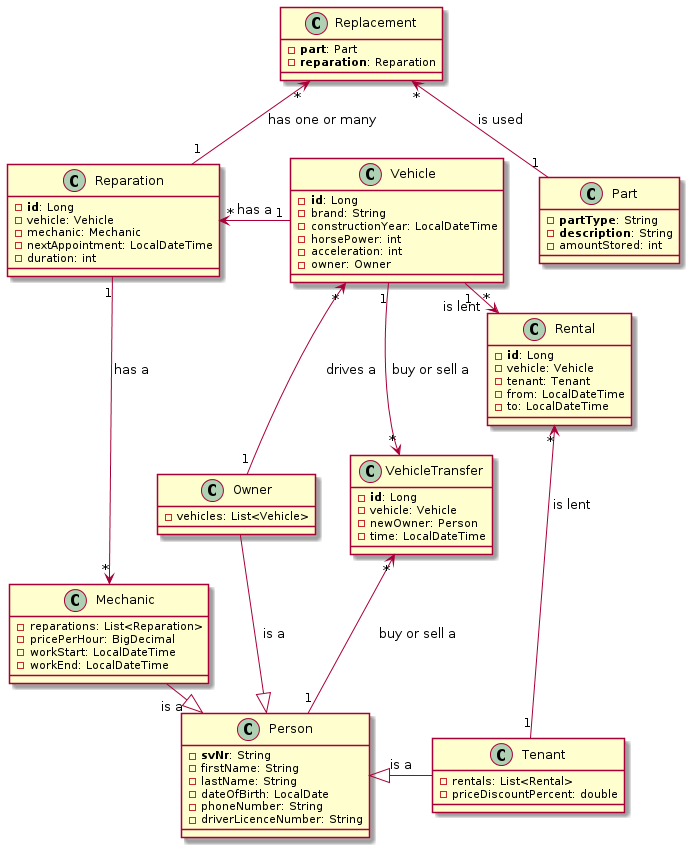 C Replacement
part: Part
reparation: Reparation
*
*
has one or many
is used
1
1
C Reparation
id: Long
vehicle: Vehicle
mechanic: Mechanic
nextAppointment: LocalDateTime
duration: int
C Vehicle
id: Long
brand: String
constructionYear: LocalDateTime
horsePower: int
acceleration: int
owner: Owner
C Part
partType: String
description: String
amountStored: int
* has a 1
1
*
1
1
*
is lent
C Rental
id: Long
vehicle: Vehicle
tenant: Tenant
from: LocalDateTime
to: LocalDateTime
has a
drives a
buy or sell a
*
*
1
C Owner
vehicles: List<Vehicle>
C VehicleTransfer
id: Long
vehicle: Vehicle
newOwner: Person
time: LocalDateTime
is lent
*
*
C Mechanic
reparations: List<Reparation>
pricePerHour: BigDecimal
workStart: LocalDateTime
workEnd: LocalDateTime
is a
buy or sell a
is a
1
1
C Person
svNr: String
firstName: String
lastName: String
dateOfBirth: LocalDate
phoneNumber: String
driverLicenceNumber: String
is a
C Tenant
rentals: List<Rental>
priceDiscountPercent: double